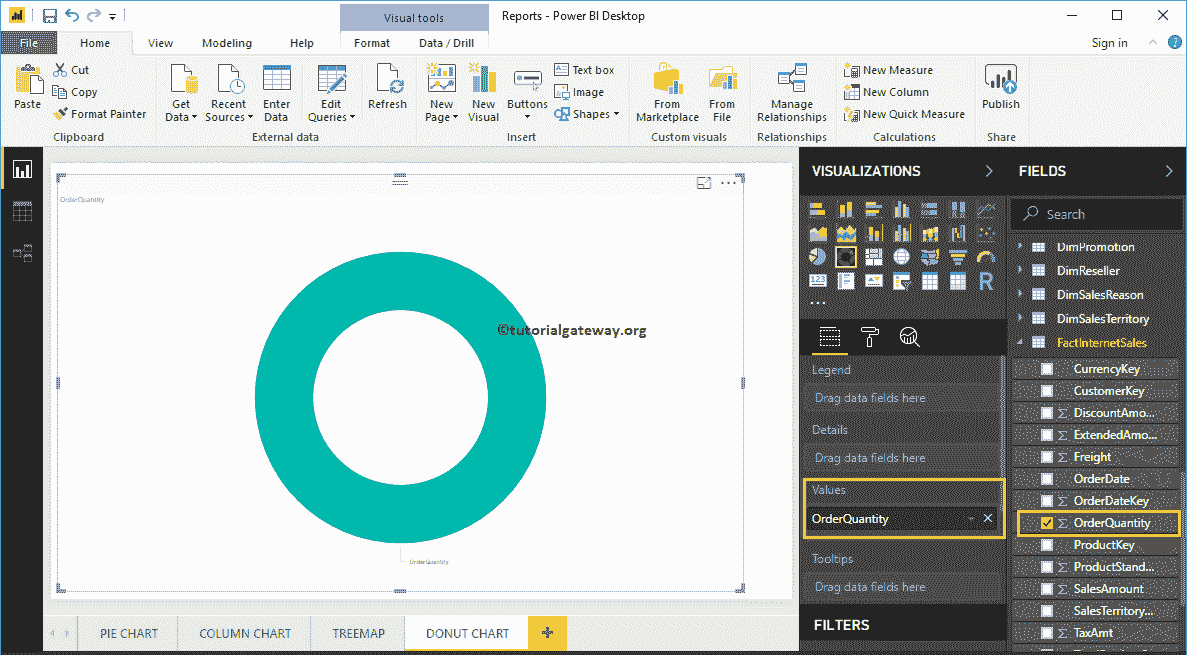 Visual tools
Reports - Power BI Desktop
File
Home
View
Modeling
Help
Format
Data / Drill
Sign in
?
Paste
Cut
Copy
Format Painter
Clipboard
Get
Data
Recent
Sources
Enter
Data
Edit
Queries
External data
Refresh
New
Page
New
Visual
Buttons
Text box
Image
Shapes
Insert
From
Marketplace
From
File
Custom visuals
Manage
Relationships
Relationships
New Measure
New Column
New Quick Measure
Calculations
Publish
Share
OrderQuantity
©tutorialgateway.org
OrderQuantity
PIE CHART
COLUMN CHART
TREEMAP
DONUT CHART
VISUALIZATIONS
123
R
Legend
Drag data fields here
Details
Drag data fields here
Values
OrderQuantity
Tooltips
Drag data fields here
FILTERS
FIELDS
Search
DimPromotion
DimReseller
DimSalesReason
DimSalesTerritory
FactInternetSales
CurrencyKey
CustomerKey
Σ DiscountAmo...
Σ ExtendedAmo...
Σ Freight
OrderDate
Σ OrderDateKey
Σ OrderQuantity
ProductKey
Σ ProductStand...
Σ SalesAmount
Σ SalesTerritory...
Σ TaxAmt